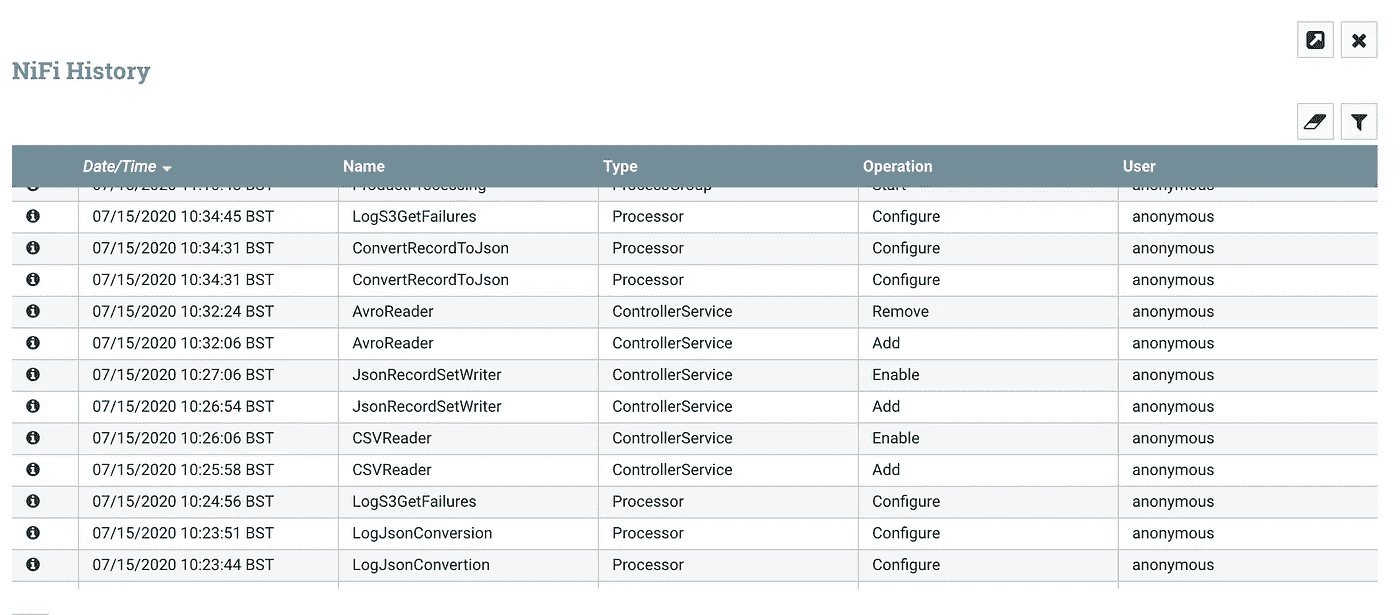 NiFi History
Date/Time Name Type Operation User
ProductProcessing ProcessGroup Start anonymous
07/15/2020 10:34:45 BST LogS3GetFailures Processor Configure anonymous
07/15/2020 10:34:31 BST ConvertRecordToJson Processor Configure anonymous
07/15/2020 10:34:31 BST ConvertRecordToJson Processor Configure anonymous
07/15/2020 10:32:24 BST AvroReader ControllerService Remove anonymous
07/15/2020 10:32:06 BST AvroReader ControllerService Add anonymous
07/15/2020 10:27:06 BST JsonRecordSetWriter ControllerService Enable anonymous
07/15/2020 10:26:54 BST JsonRecordSetWriter ControllerService Add anonymous
07/15/2020 10:26:06 BST CSVReader ControllerService Enable anonymous
07/15/2020 10:25:58 BST CSVReader ControllerService Add anonymous
07/15/2020 10:24:56 BST LogS3GetFailures Processor Configure anonymous
07/15/2020 10:23:51 BST LogJsonConversion Processor Configure anonymous
07/15/2020 10:23:44 BST LogJsonConvertion Processor Configure anonymous